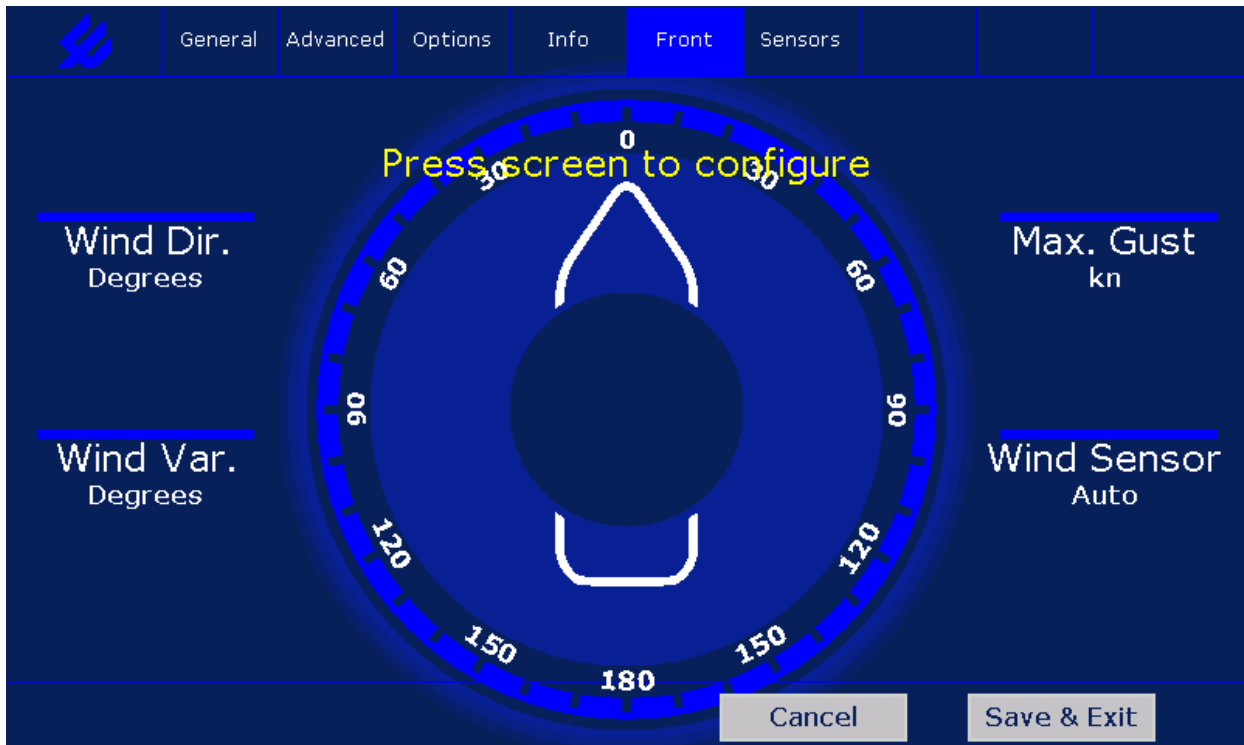 General Advanced Options Info Front Sensors
0
Press screen to configure
30 30
Wind Dir.
Degrees
Max. Gust
kn
60 60
90 90
Wind Var.
Degrees
Wind Sensor
Auto
120 120
150 150
180
Cancel Save & Exit